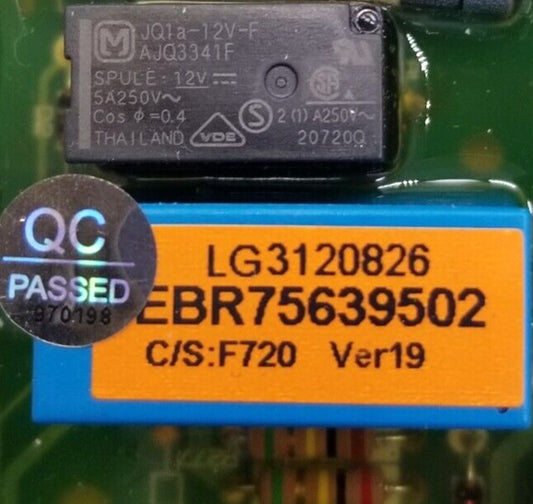 JQ1a-12V-F
AJQ3341F
SPULE: 12V
5A250V~
Cos ϕ=0.4
THAILAND
VDE
S
2 (1) A250V~
20720Q
QC
PASSED
970198
LG3120826
EBR75639502
C/S:F720 Ver19